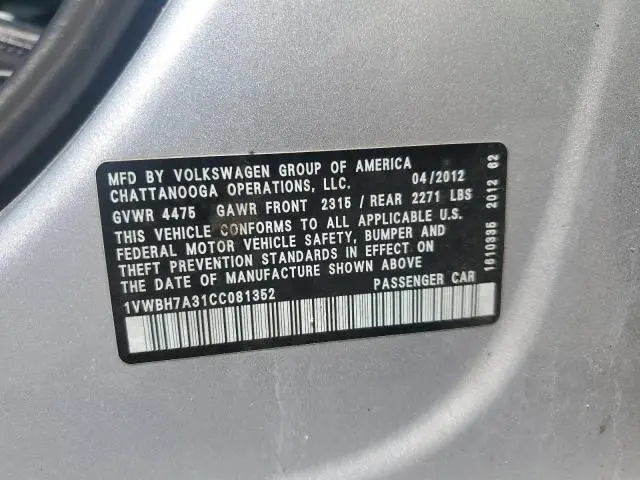 MFD BY VOLKSWAGEN GROUP OF AMERICA
CHATTANOOGA OPERATIONS, LLC. 04/2012
GVWR 4475 GAWR FRONT 2315 / REAR 2271 LBS
THIS VEHICLE CONFORMS TO ALL APPLICABLE U.S.
FEDERAL MOTOR VEHICLE SAFETY, BUMPER AND
THEFT PREVENTION STANDARDS IN EFFECT ON
THE DATE OF MANUFACTURE SHOWN ABOVE
1VWBH7A31CC081352 PASSENGER CAR
1610335 2012 62